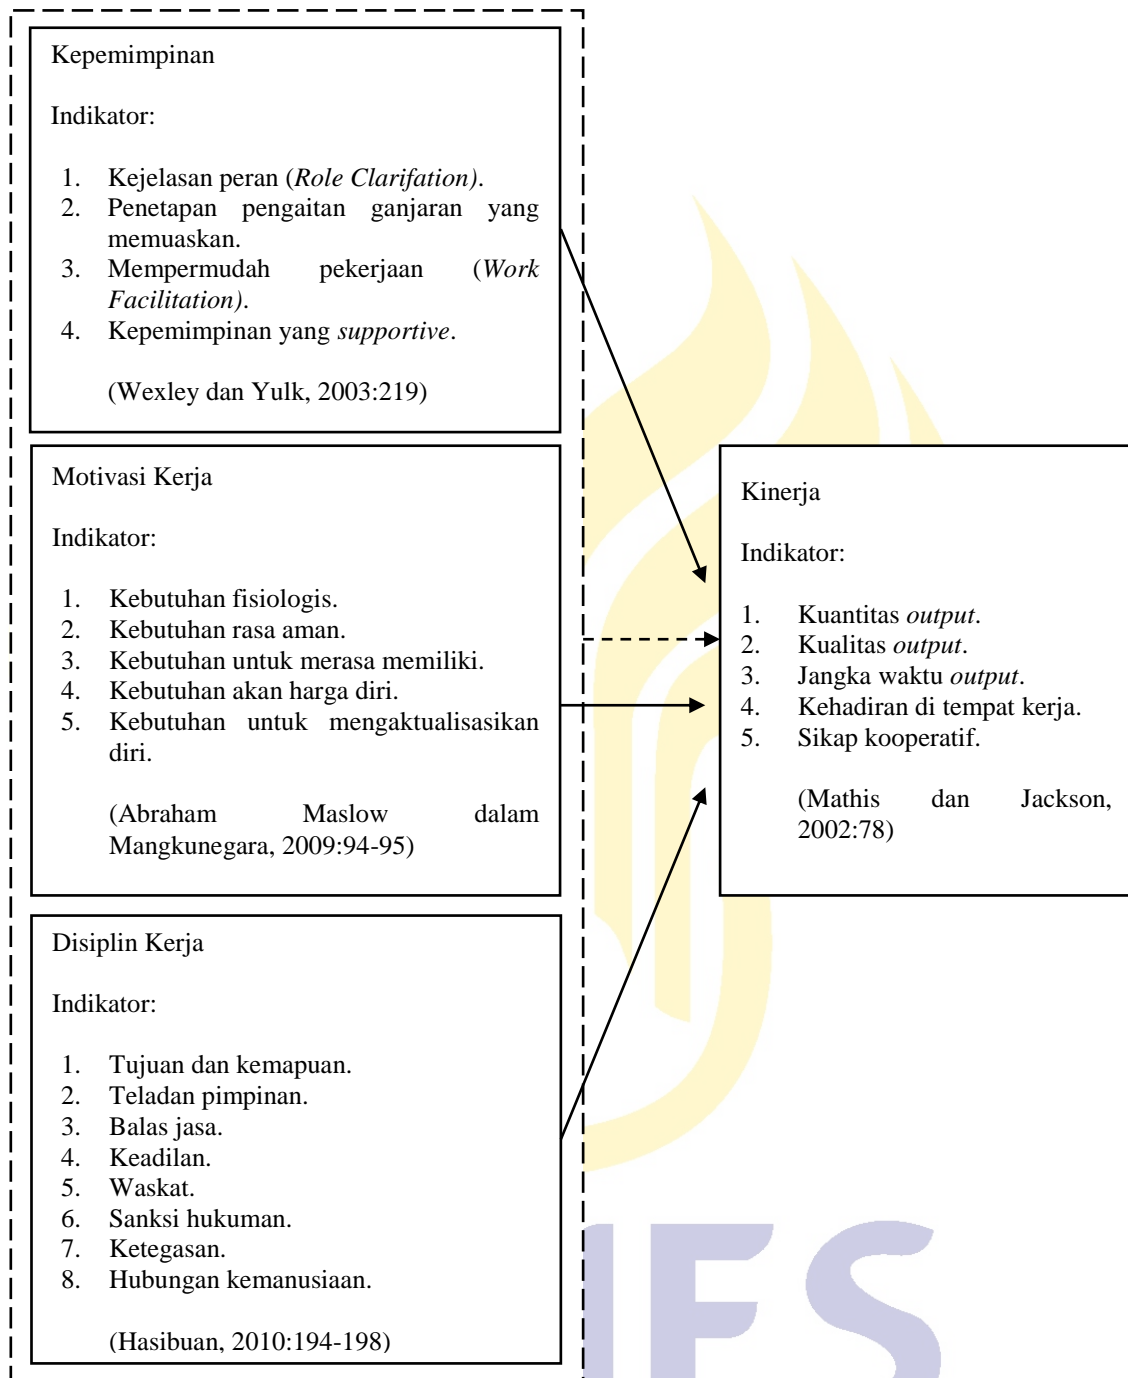 Kepemimpinan
Indikator:
1. Kejelasan peran (Role Clarifation).
2. Penetapan pengaitan ganjaran yang
memuaskan.
3. Mempermudah pekerjaan (Work
Facilitation).
4. Kepemimpinan yang supportive.
(Wexley dan Yulk, 2003:219)
Motivasi Kerja
Indikator:
1. Kebutuhan fisiologis.
2. Kebutuhan rasa aman.
3. Kebutuhan untuk merasa memiliki.
4. Kebutuhan akan harga diri.
5. Kebutuhan untuk mengaktualisasikan
diri.
(Abraham Maslow dalam
Mangkunegara, 2009:94-95)
Disiplin Kerja
Indikator:
1. Tujuan dan kemapuan.
2. Teladan pimpinan.
3. Balas jasa.
4. Keadilan.
5. Waskat.
6. Sanksi hukuman.
7. Ketegasan.
8. Hubungan kemanusiaan.
(Hasibuan, 2010:194-198)
Kinerja
Indikator:
1. Kuantitas output.
2. Kualitas output.
3. Jangka waktu output.
4. Kehadiran di tempat kerja.
5. Sikap kooperatif.
(Mathis dan Jackson,
2002:78)